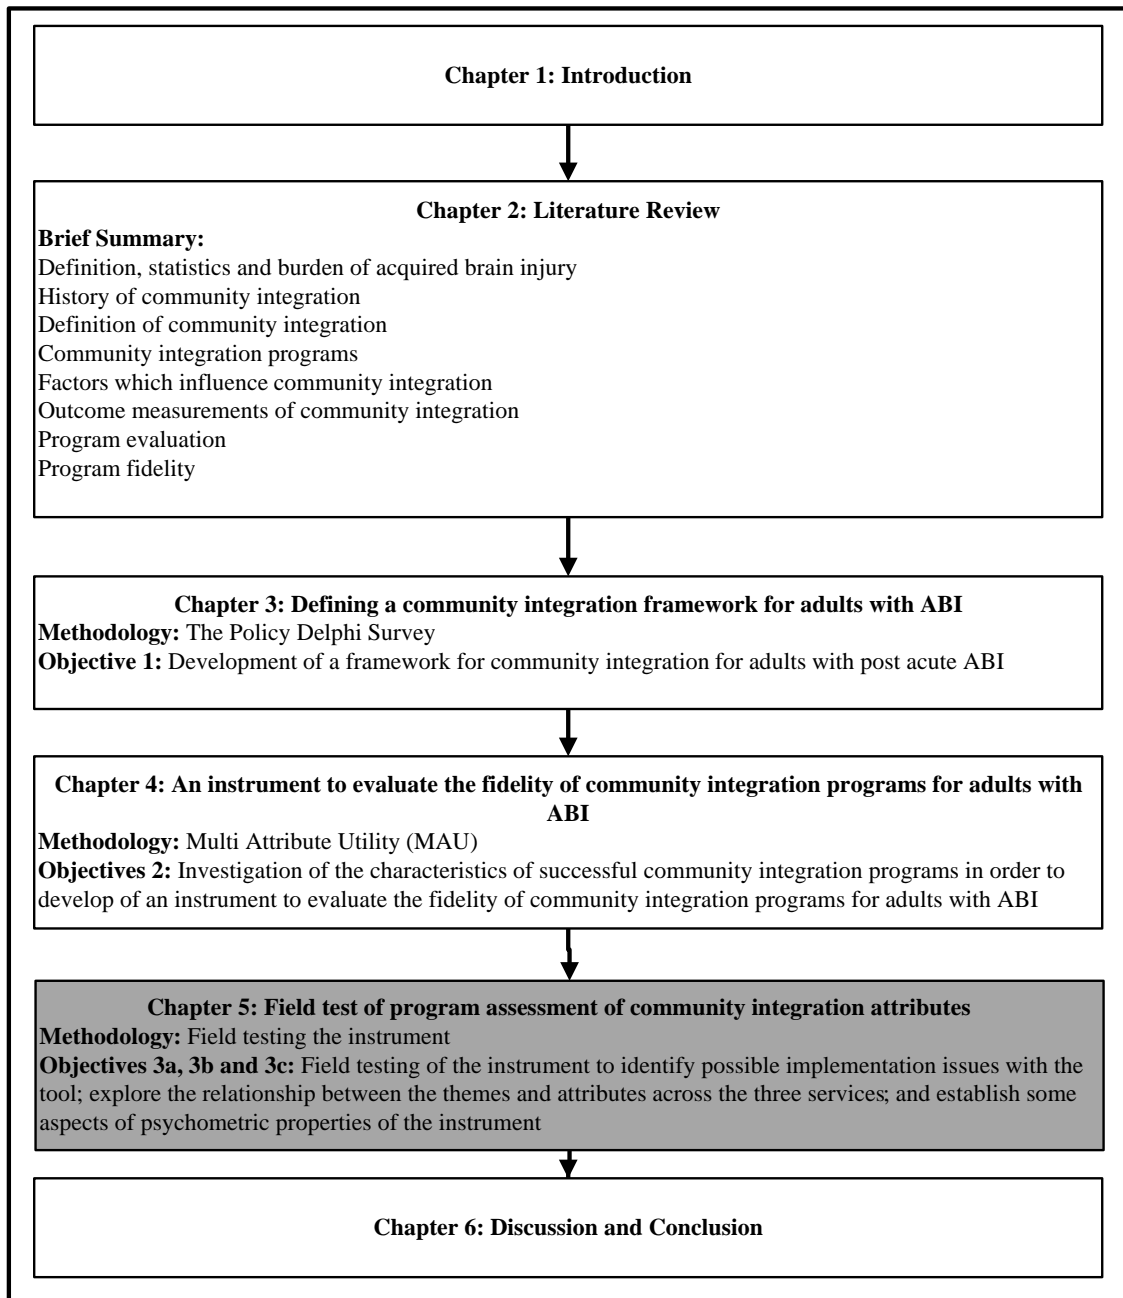 Chapter 1: Introduction
Chapter 2: Literature Review
Brief Summary:
Definition, statistics and burden of acquired brain injury
History of community integration
Definition of community integration
Community integration programs
Factors which influence community integration
Outcome measurements of community integration
Program evaluation
Program fidelity
Chapter 3: Defining a community integration framework for adults with ABI
Methodology: The Policy Delphi Survey
Objective 1: Development of a framework for community integration for adults with post acute ABI
Chapter 4: An instrument to evaluate the fidelity of community integration programs for adults with
ABI
Methodology: Multi Attribute Utility (MAU)
Objectives 2: Investigation of the characteristics of successful community integration programs in order to
develop of an instrument to evaluate the fidelity of community integration programs for adults with ABI
Chapter 5: Field test of program assessment of community integration attributes
Methodology: Field testing the instrument
Objectives 3a, 3b and 3c: Field testing of the instrument to identify possible implementation issues with the
tool; explore the relationship between the themes and attributes across the three services; and establish some
aspects of psychometric properties of the instrument
Chapter 6: Discussion and Conclusion